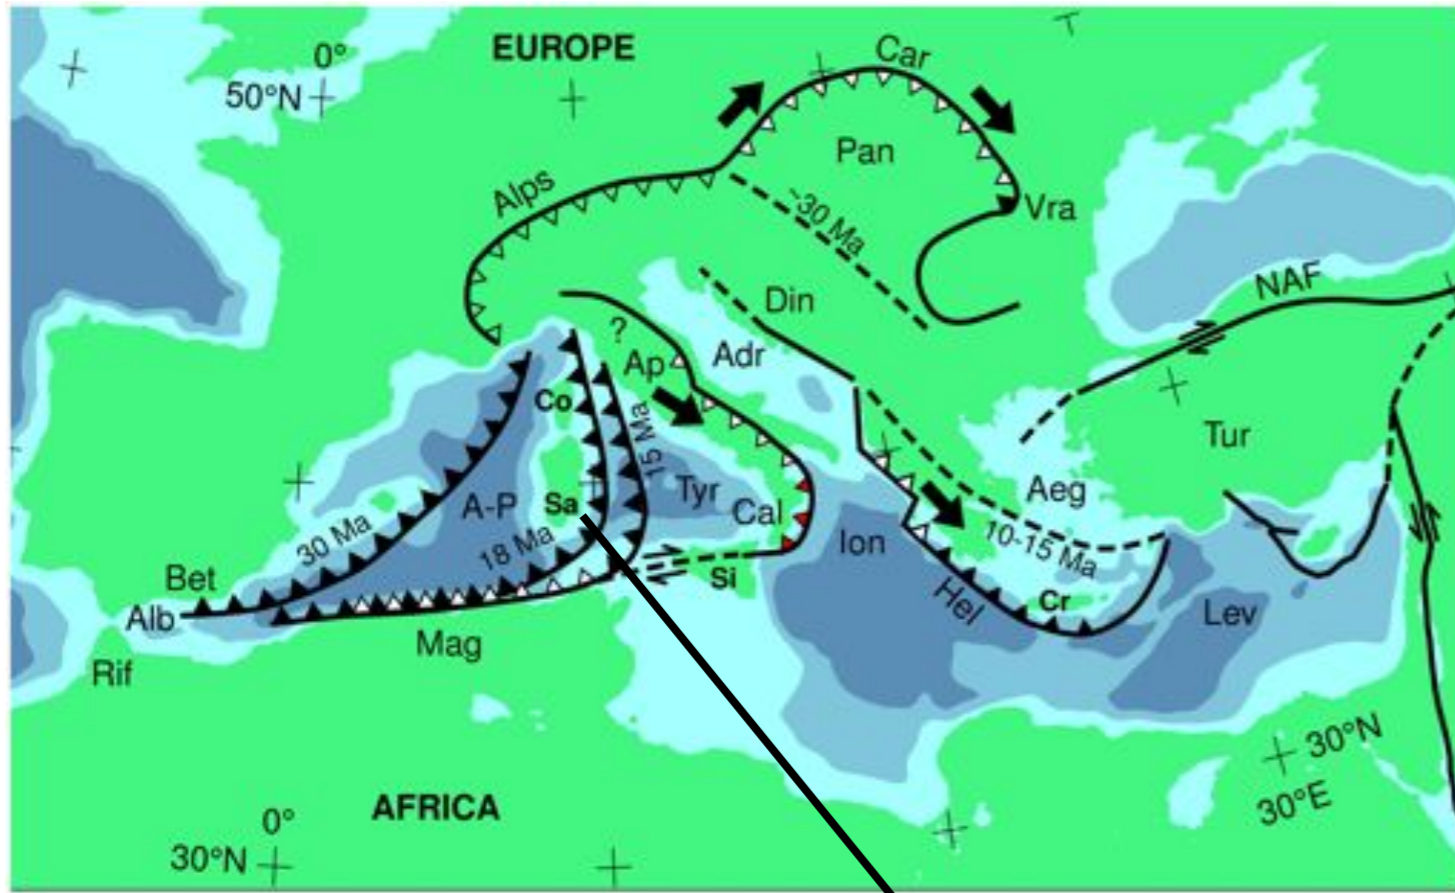 EUROPE
0°
50°N
Car
Pan
Alps
~30 Ma
Vra
Din
NAF
?
Ap
Adr
Co
15 Ma
Tur
Aeg
Tyr
A-P
Sa
Cal
30 Ma
18 Ma
Ion
10-15 Ma
Bet
Si
Cr
Hel
Lev
Alb
Mag
Rif
30°N
30°E
AFRICA
0°
30°N